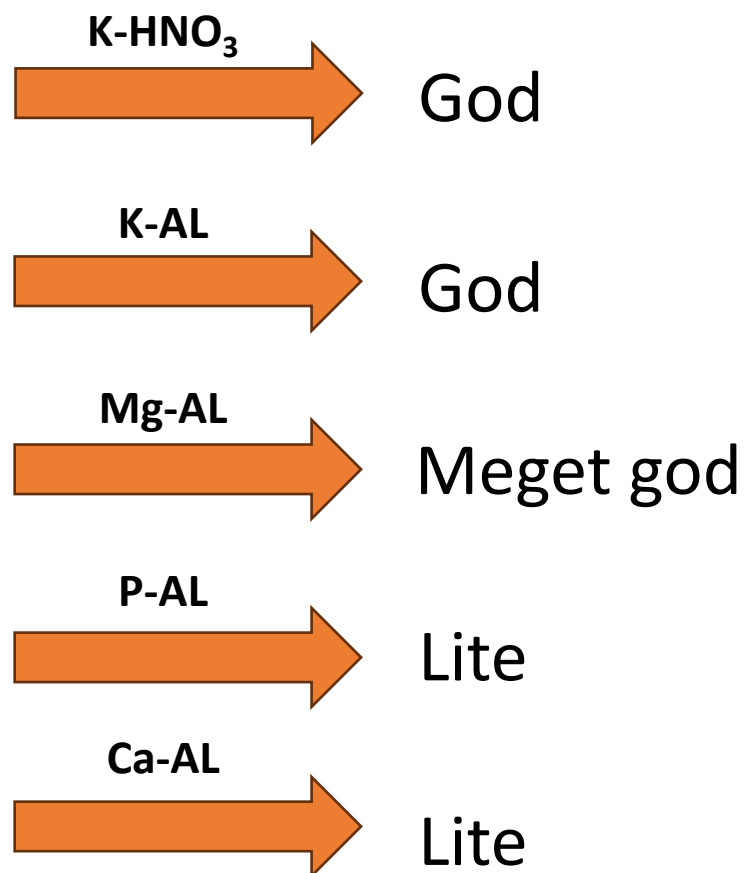 K-HNO₃
God
K-AL
God
Mg-AL
Meget god
P-AL
Lite
Ca-AL
Lite